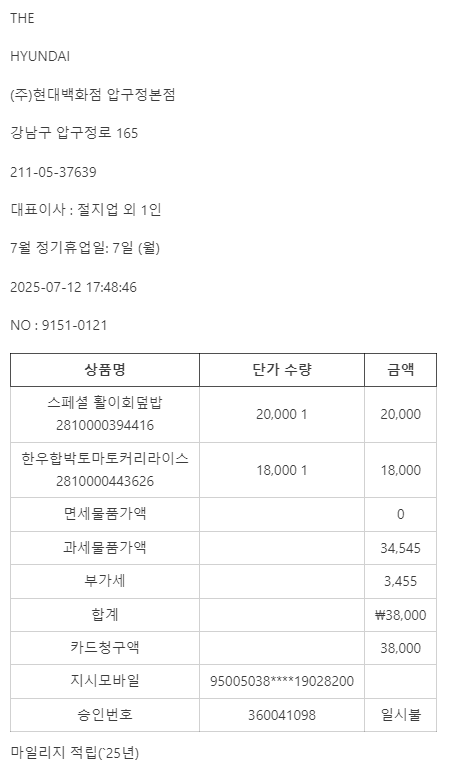 THE
HYUNDAI
(주)현대백화점 압구정본점
강남구 압구정로 165
211-05-37639
대표이사 : 절지업 외 1인
7월 정기휴업일: 7일 (월)
2025-07-12 17:48:46
NO : 9151-0121
상품명 단가 수량 금액
스페셜 활이회덮밥
2810000394416 20,000 1 20,000
한우합박토마토커리라이스
2810000443626 18,000 1 18,000
면세물품가액 0
과세물품가액 34,545
부가세 3,455
합계 ₩38,000
카드청구액 38,000
지시모바일 95005038****19028200
승인번호 360041098 일시불
마일리지 적립(`25년)